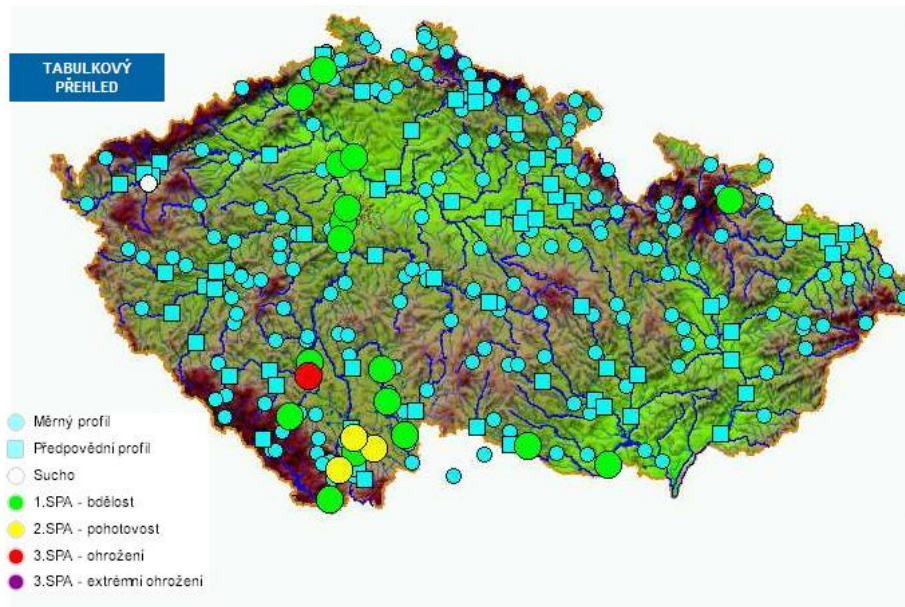 TABULKOVÝ
PŘEHLED
Měrný profil
Předpovědní profil
Sucho
1.SPA - bdělost
2.SPA - pohotovost
3.SPA - ohrožení
3.SPA - extrémní ohrožení